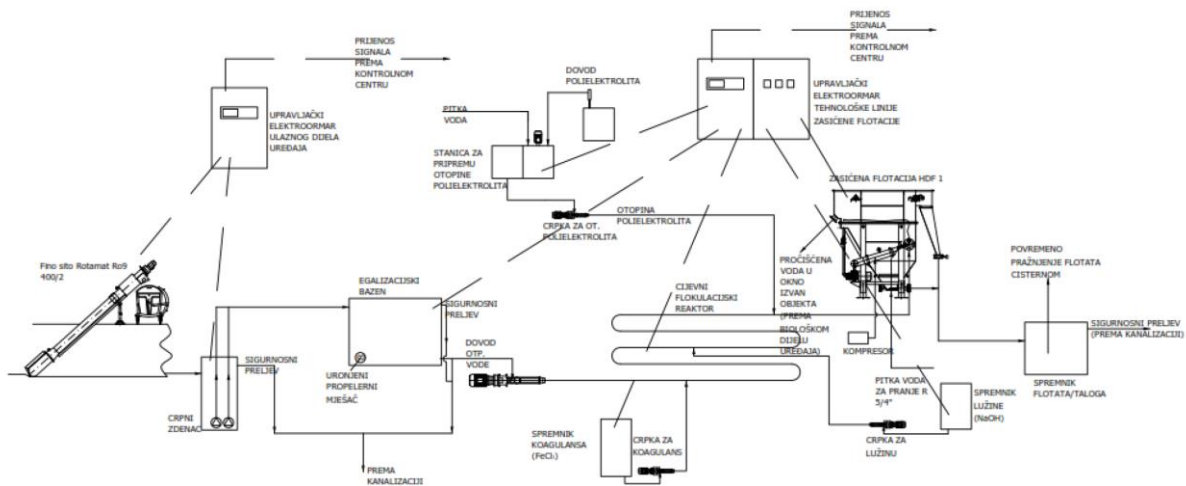 PRIJENOS
SIGNALA
PREMA
KONTROLNOM
CENTRU
UPRAVLJAČKI
ELEKTROORMAR
ULAZNOG DIJELA
UREĐAJA
PITKA
VODA
DOVOD
POLIELEKTROLITA
STANICA ZA
PRIPREMU
OTOPINE
POLIELEKTROLITA
CRPKA ZA OT.
POLIELEKTROLITA
OTOPINA
POLIELEKTROLITA
PRIJENOS
SIGNALA
PREMA
KONTROLNOM
CENTRU
UPRAVLJAČKI
ELEKTROORMAR
TEHNOLOŠKE LINIJE
ZASIĆENE FLOTACIJE
ZASIĆENA FLOTACIJA HDF 1
Fino sito Rotamat Ro9
400/2
EGALIZACIJSKI
BAZEN
SIGURNOSNI
PRELJEV
SIGURNOSNI
PRELJEV
URONJENI
PROPELERNI
MJEŠAČ
CRPNI
ZDENAC
PREMA
KANALIZACIJI
DOVOD
OTP.
VODE
CIJEVNI
FLOKULACIJSKI
REAKTOR
PROČIŠĆENA
VODA U
OKNO
IZVAN
OBJEKTA
(PREMA
BIOLOŠKOM
DIJELU
UREĐAJA)
KOMPRESOR
SPREMNIK
KOAGULANSA
(FeCl₃)
CRPKA ZA
KOAGULANS
PITKA VODA
ZA PRANJE R
5/4"
CRPKA ZA
LUŽINU
SPREMNIK
LUŽINE
(NaOH)
POVREMENO
PRAŽNJENJE FLOTATA
CISTERNOM
SIGURNOSNI PRELJEV
(PREMA KANALIZACIJI)
SPREMNIK
FLOTATA/TALOGA